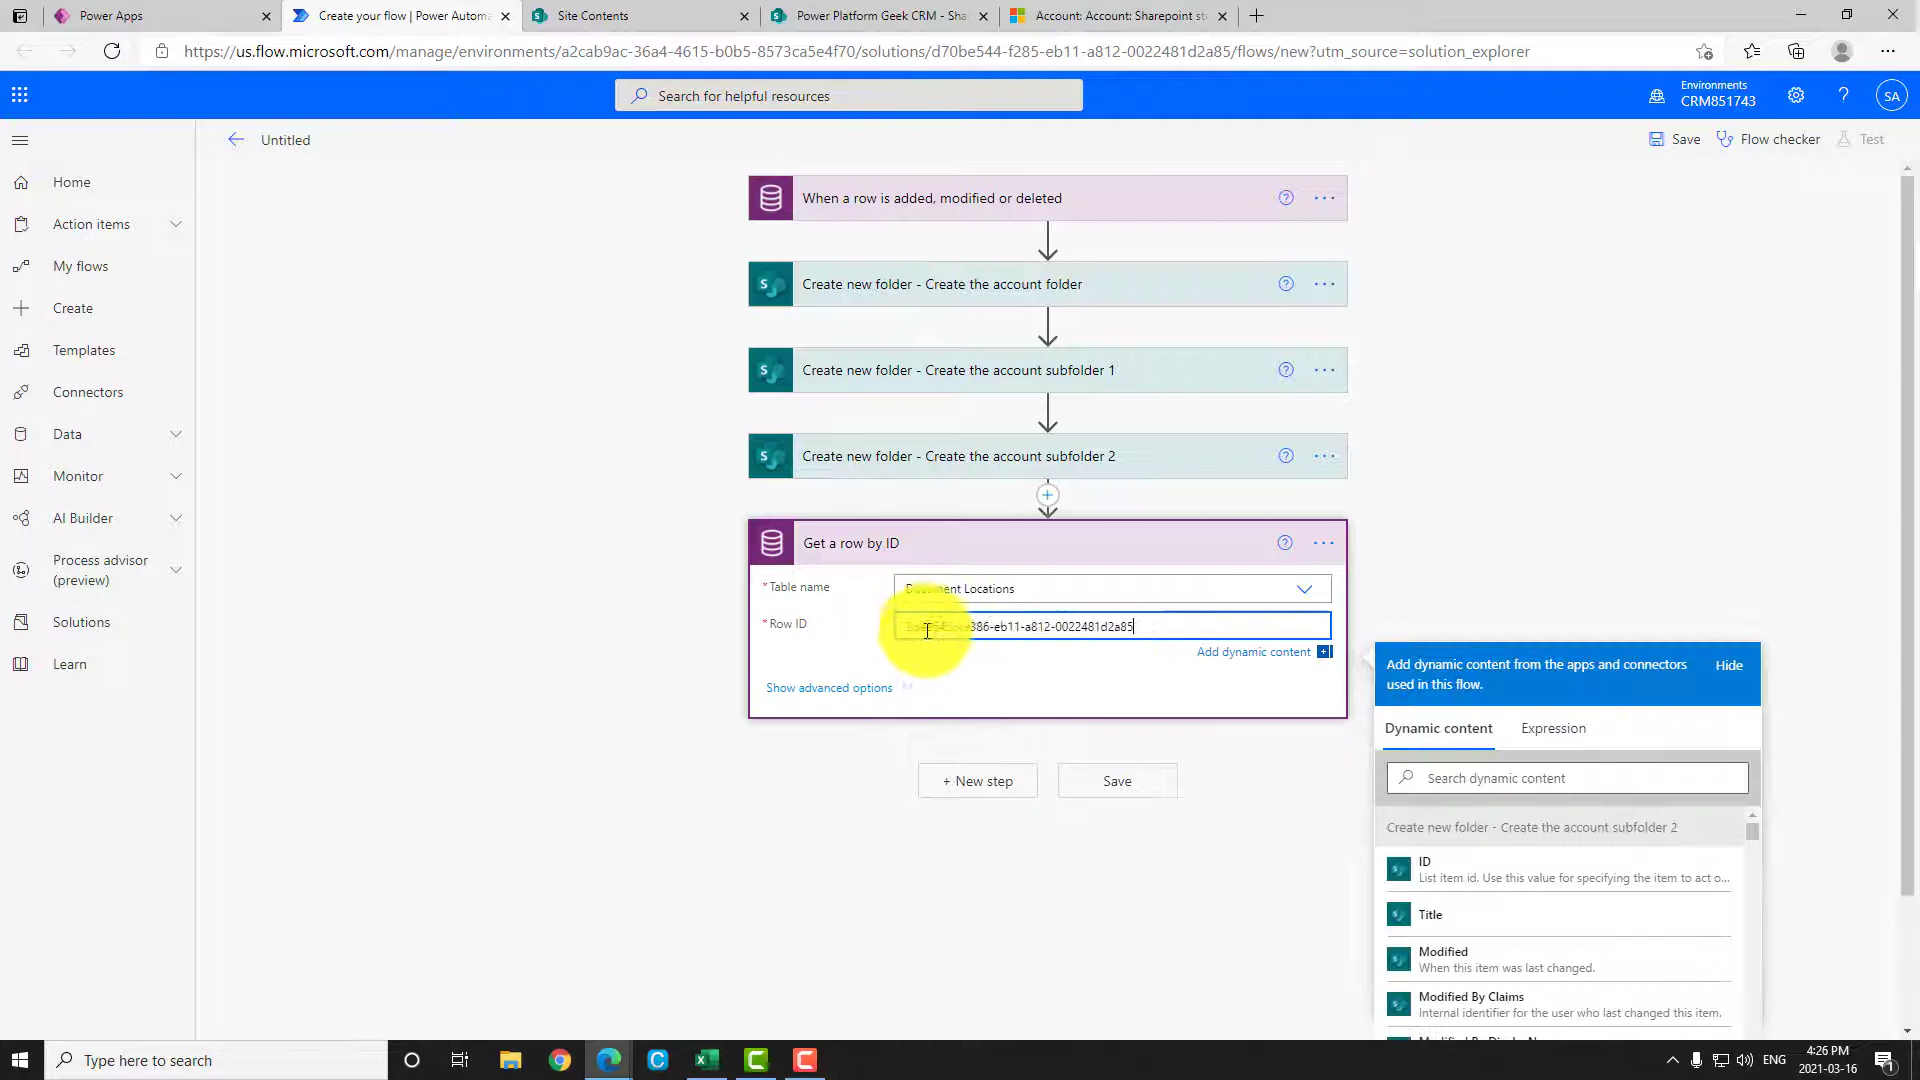 Power Apps
Create your flow | Power Automa
Site Contents
Power Platform Geek CRM - Sha
Account: Account: Sharepoint st
https://us.flow.microsoft.com/manage/environments/a2cab9ac-36a4-4615-b0b5-8573ca5e4f70/solutions/d70be544-f285-eb11-a812-0022481d2a85/flows/new?utm_source=solution_explorer
Search for helpful resources
Environments
CRM851743
SA
Untitled
Save
Flow checker
Test
Home
Action items
My flows
Create
Templates
Connectors
Data
Monitor
AI Builder
Process advisor
(preview)
Solutions
Learn
When a row is added, modified or deleted
Create new folder - Create the account folder
Create new folder - Create the account subfolder 1
Create new folder - Create the account subfolder 2
Get a row by ID
*Table name
Document Locations
*Row ID
386-eb11-a812-0022481d2a85
Add dynamic content
Show advanced options
+ New step
Save
Add dynamic content from the apps and connectors
used in this flow.
Hide
Dynamic content
Expression
Search dynamic content
Create new folder - Create the account subfolder 2
ID
List item id. Use this value for specifying the item to act o...
Title
Modified
When this item was last changed.
Modified By Claims
Internal identifier for the user who last changed this item.
Type here to search
ENG
4:26 PM
2021-03-16